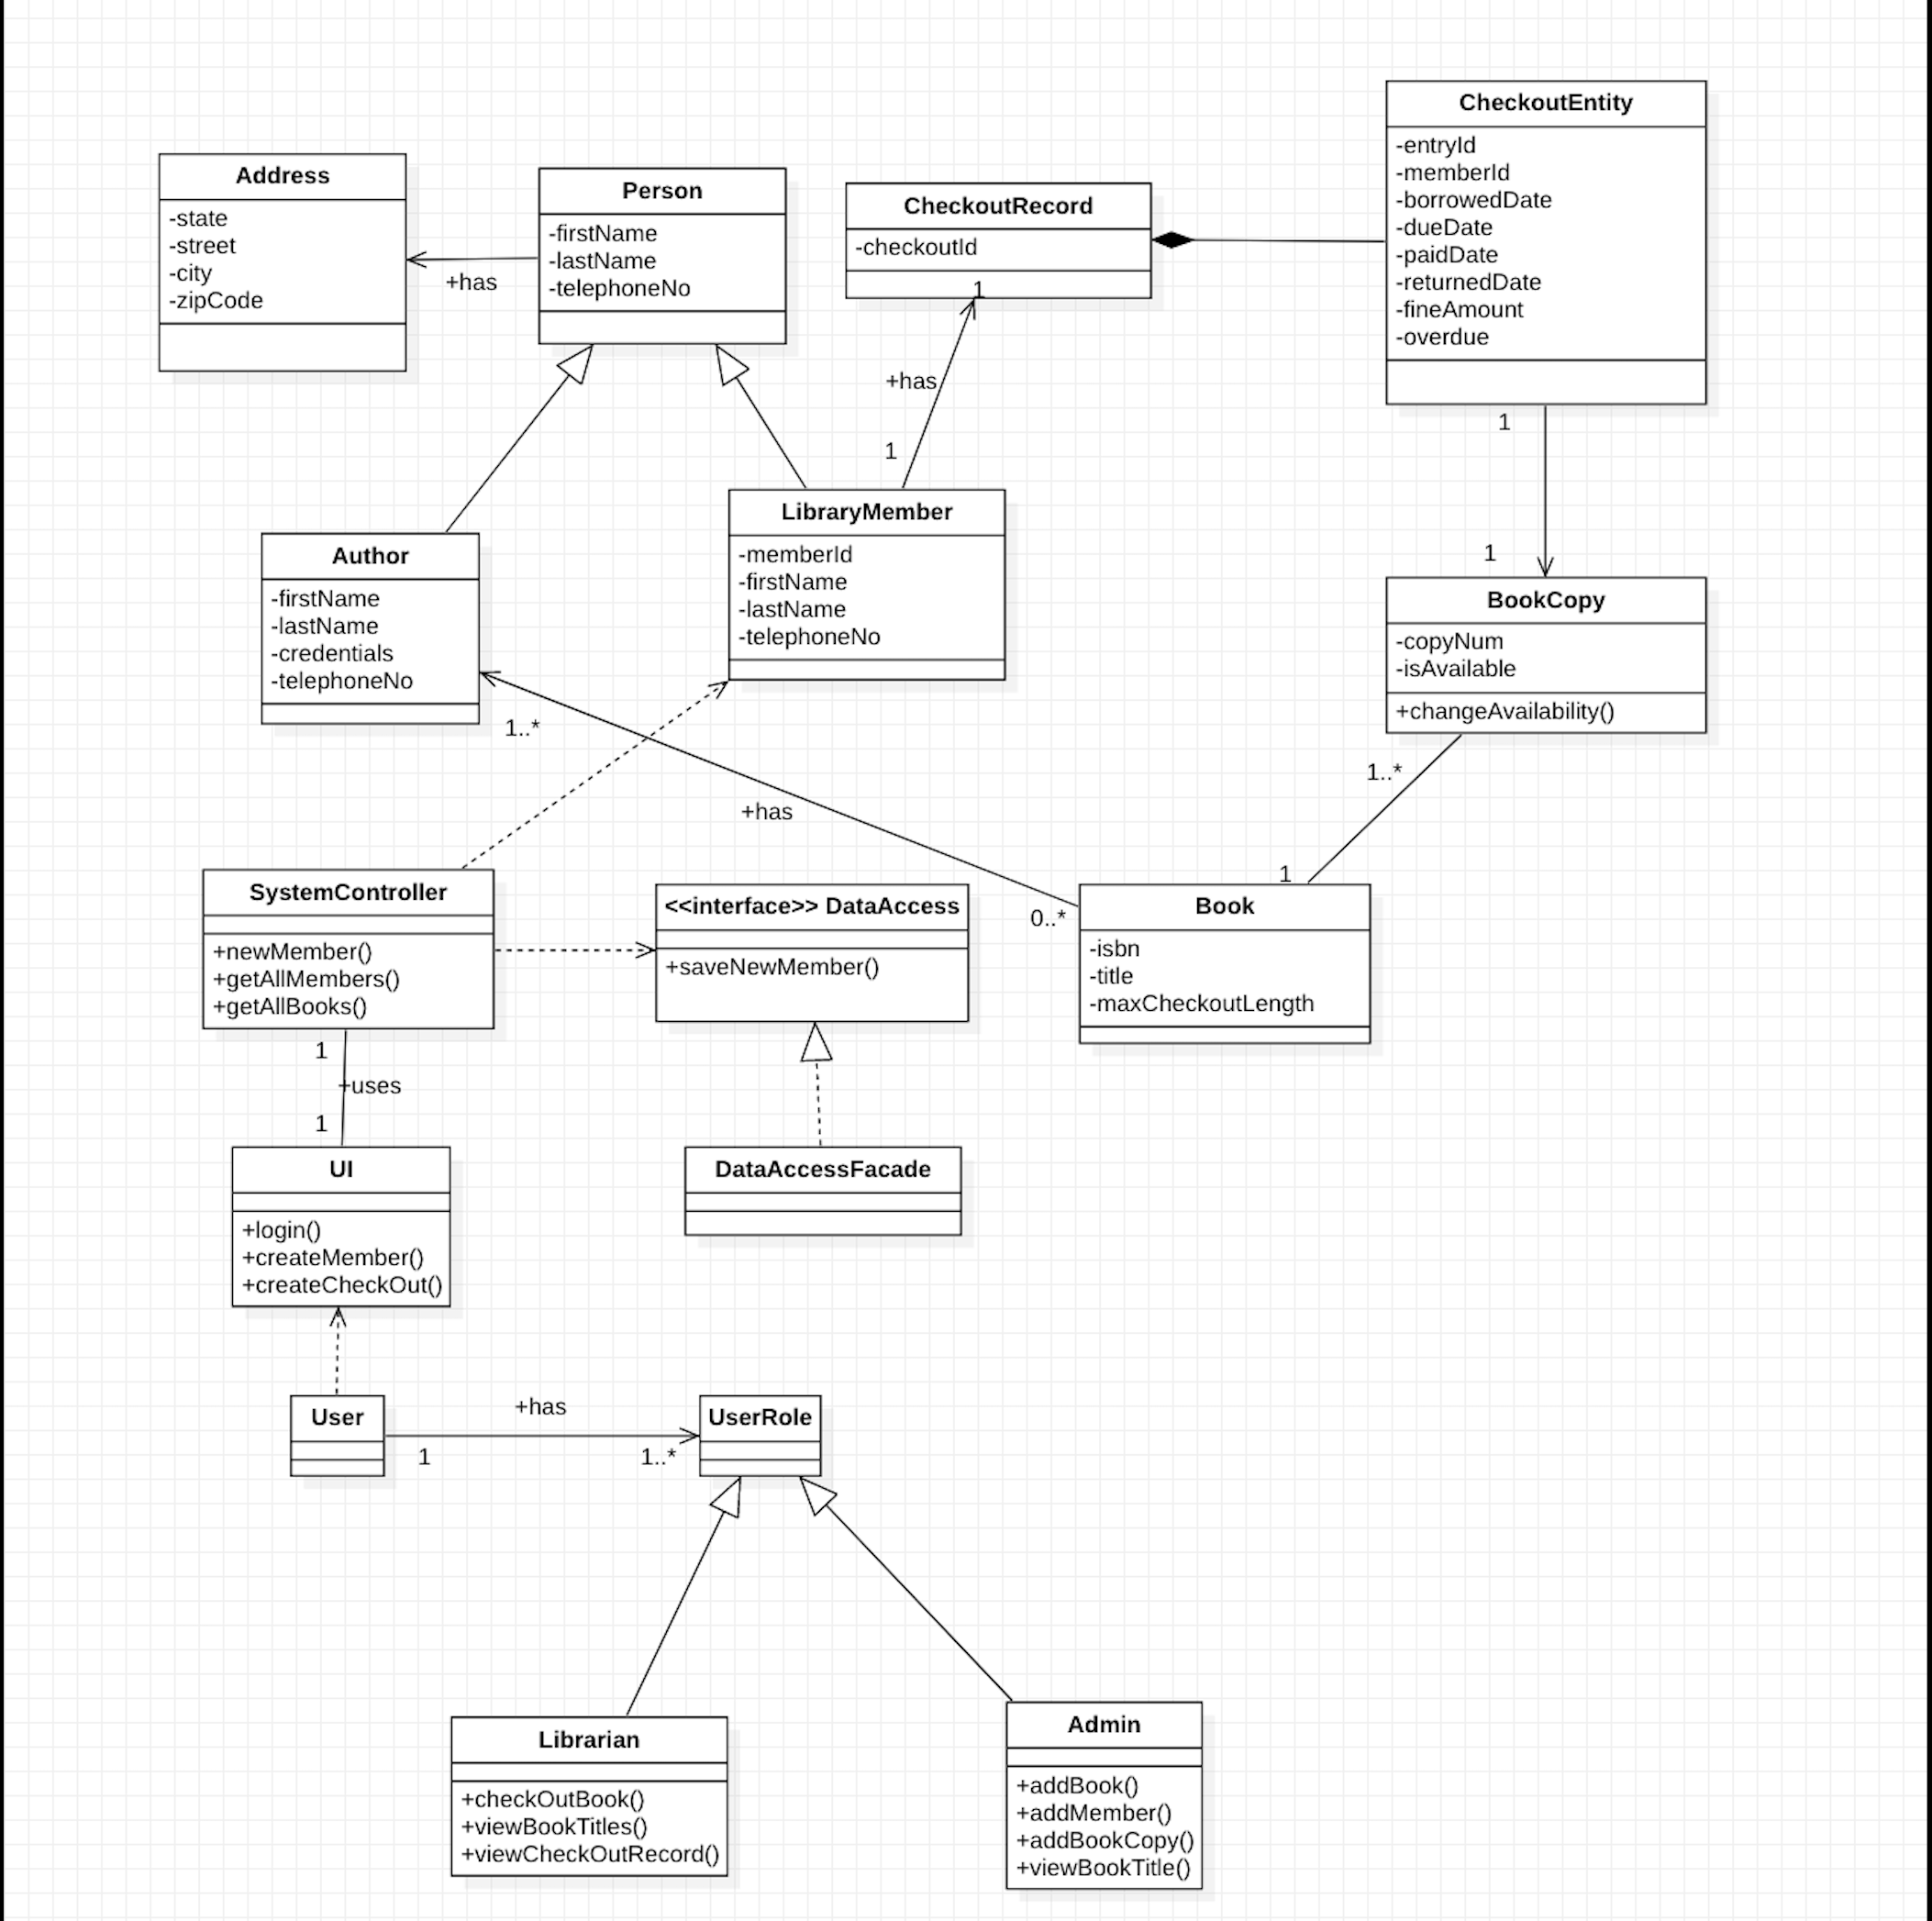 CheckoutEntity
-entryId
-memberId
-borrowedDate
-dueDate
-paidDate
-returnedDate
-fineAmount
-overdue
Address
-state
-street
-city
-zipCode
+has
Person
-firstName
-lastName
-telephoneNo
CheckoutRecord
-checkoutId
1
+has
1
1
1
Author
-firstName
-lastName
-credentials
-telephoneNo
1..*
LibraryMember
-memberId
-firstName
-lastName
-telephoneNo
BookCopy
-copyNum
-isAvailable
+changeAvailability()
1..*
1
+has
0..*
SystemController
+newMember()
+getAllMembers()
+getAllBooks()
<<interface>> DataAccess
+saveNewMember()
Book
-isbn
-title
-maxCheckoutLength
1
+uses
1
UI
+login()
+createMember()
+createCheckOut()
DataAccessFacade
User
+has
1
1..*
UserRole
Librarian
+checkOutBook()
+viewBookTitles()
+viewCheckOutRecord()
Admin
+addBook()
+addMember()
+addBookCopy()
+viewBookTitle()